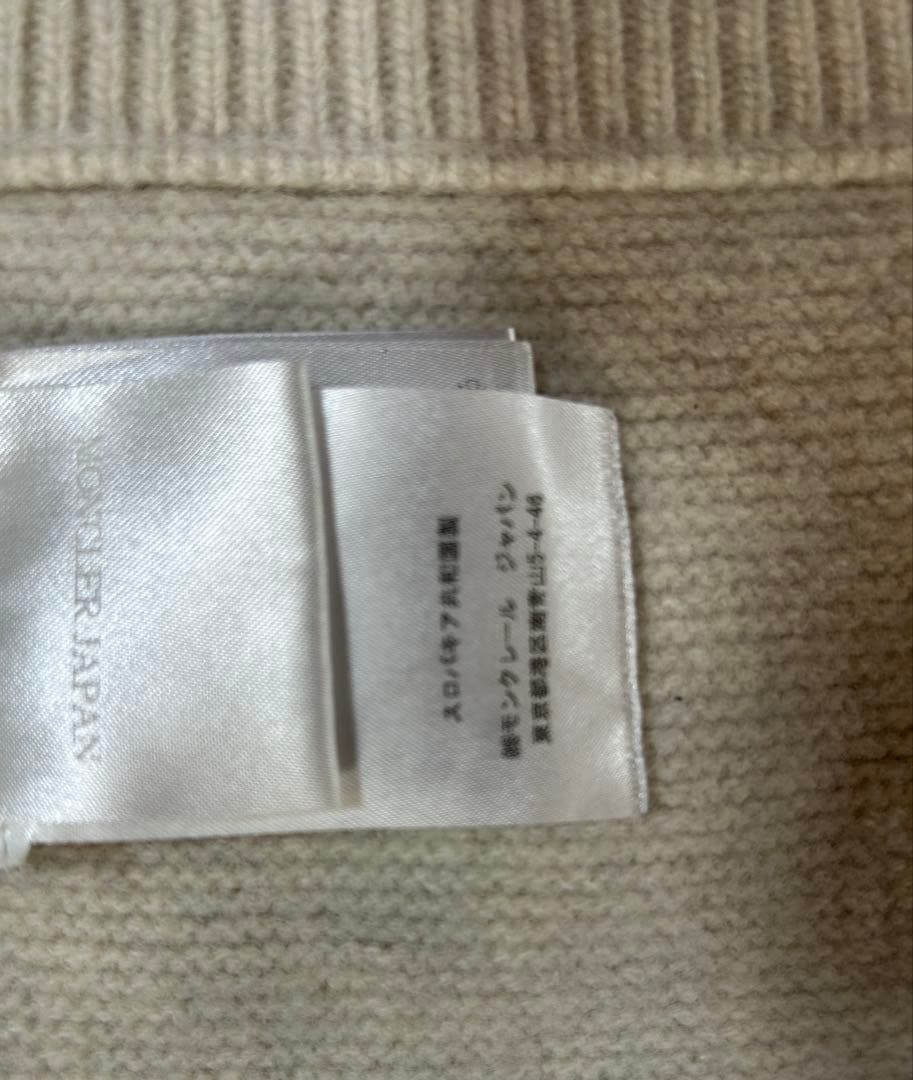 MONCLER JAPAN
スロバキア共和国製
㈱モンクレール ジャパン
東京都港区南青山5-4-46